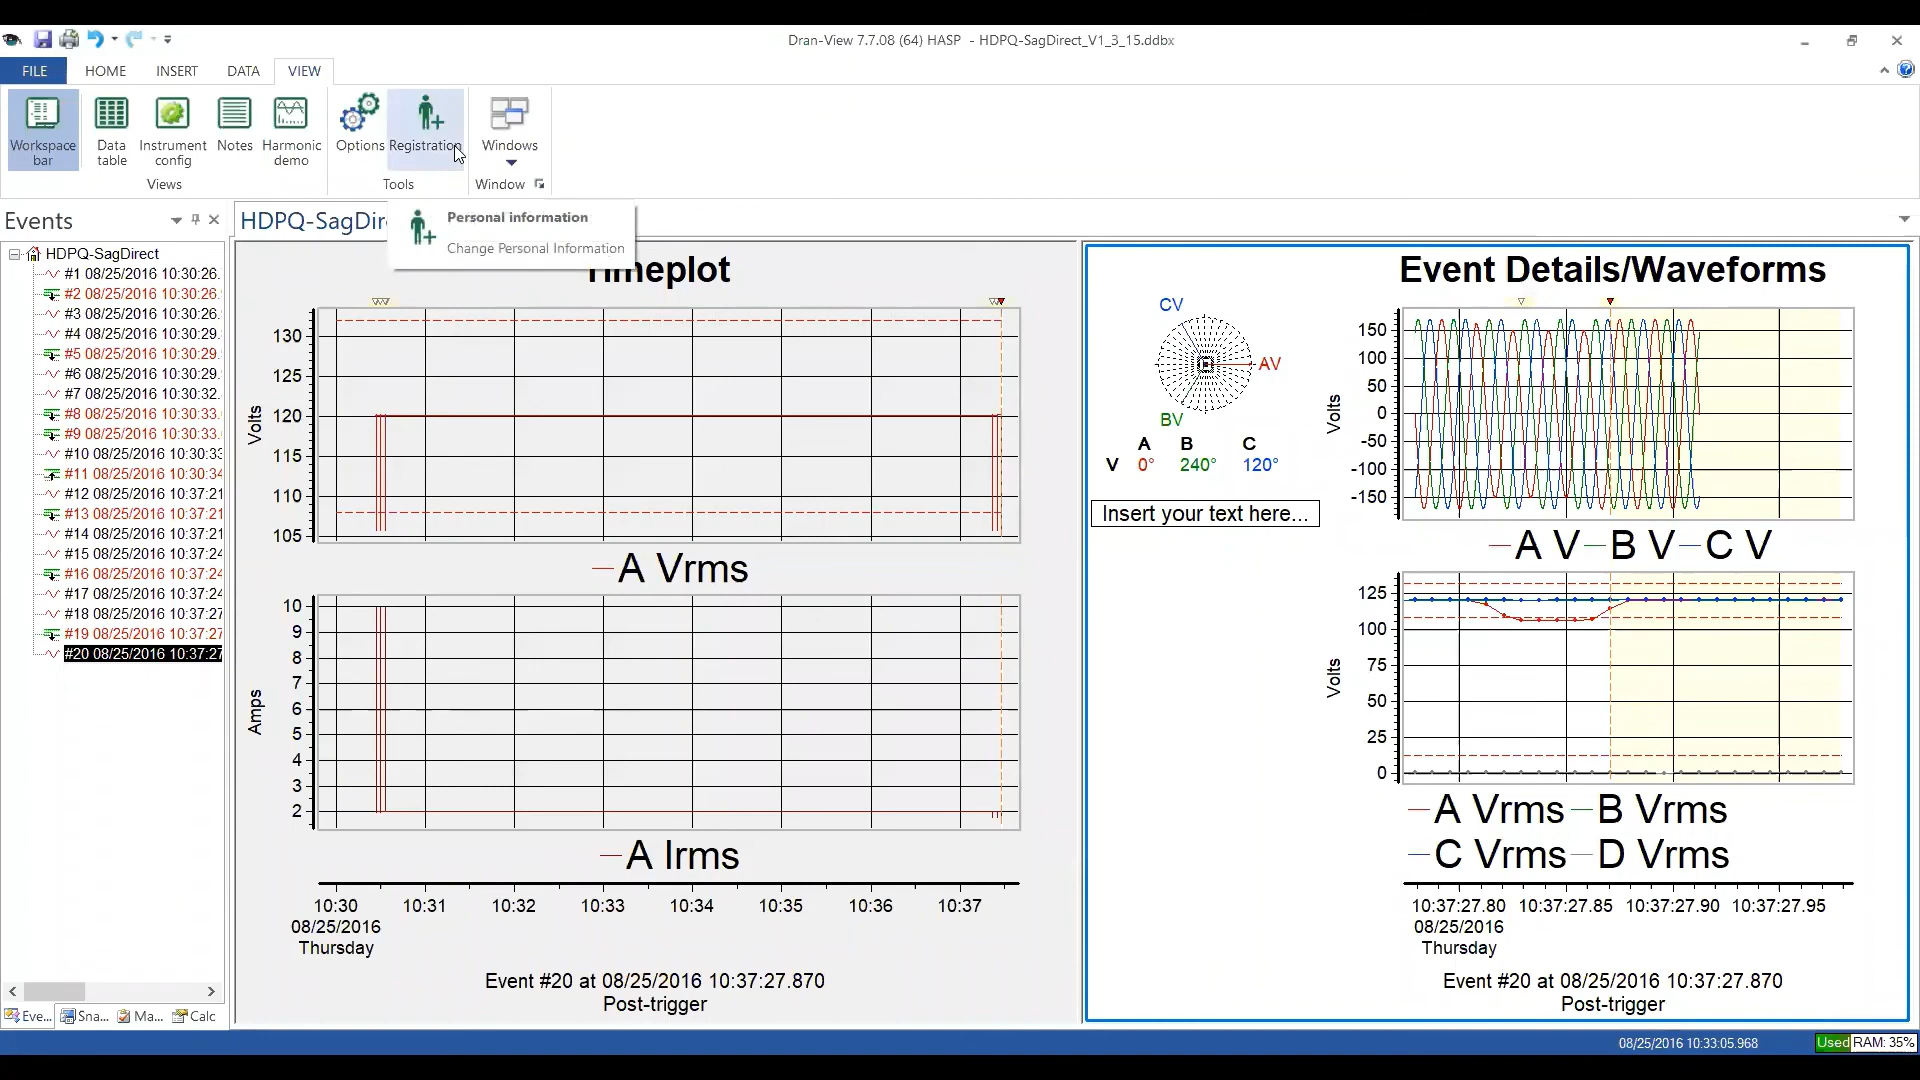 Dran-View 7.7.08 (64) HASP - HDPQ-SagDirect_V1_3_15.ddbx
FILE HOME INSERT DATA VIEW
Workspace bar
Data table
Instrument config
Notes
Harmonic demo
Options
Registration
Windows
Views
Tools
Window
Events
HDPQ-SagDire
Personal information
Change Personal Information
HDPQ-SagDirect
#1 08/25/2016 10:30:26.
#2 08/25/2016 10:30:26.
#3 08/25/2016 10:30:26.
#4 08/25/2016 10:30:29.
#5 08/25/2016 10:30:29.
#6 08/25/2016 10:30:29.
#7 08/25/2016 10:30:32.
#8 08/25/2016 10:30:33.
#9 08/25/2016 10:30:33.
#10 08/25/2016 10:30:33
#11 08/25/2016 10:30:34
#12 08/25/2016 10:37:21
#13 08/25/2016 10:37:21
#14 08/25/2016 10:37:21
#15 08/25/2016 10:37:24
#16 08/25/2016 10:37:24
#17 08/25/2016 10:37:24
#18 08/25/2016 10:37:27
#19 08/25/2016 10:37:27
#20 08/25/2016 10:37:27
Eve... Sna... Ma... Calc
Timeplot
Volts
130
125
120
115
110
105
A Vrms
Amps
10
9
8
7
6
5
4
3
2
A Irms
10:30 10:31 10:32 10:33 10:34 10:35 10:36 10:37
08/25/2016
Thursday
Event #20 at 08/25/2016 10:37:27.870
Post-trigger
Event Details/Waveforms
CV
AV
BV
A B C
V 0° 240° 120°
Insert your text here...
Volts
150
100
50
0
-50
-100
-150
A V B V C V
Volts
125
100
75
50
25
0
A Vrms B Vrms
C Vrms D Vrms
10:37:27.80 10:37:27.85 10:37:27.90 10:37:27.95
08/25/2016
Thursday
Event #20 at 08/25/2016 10:37:27.870
Post-trigger
08/25/2016 10:33:05.968
Used RAM: 35%